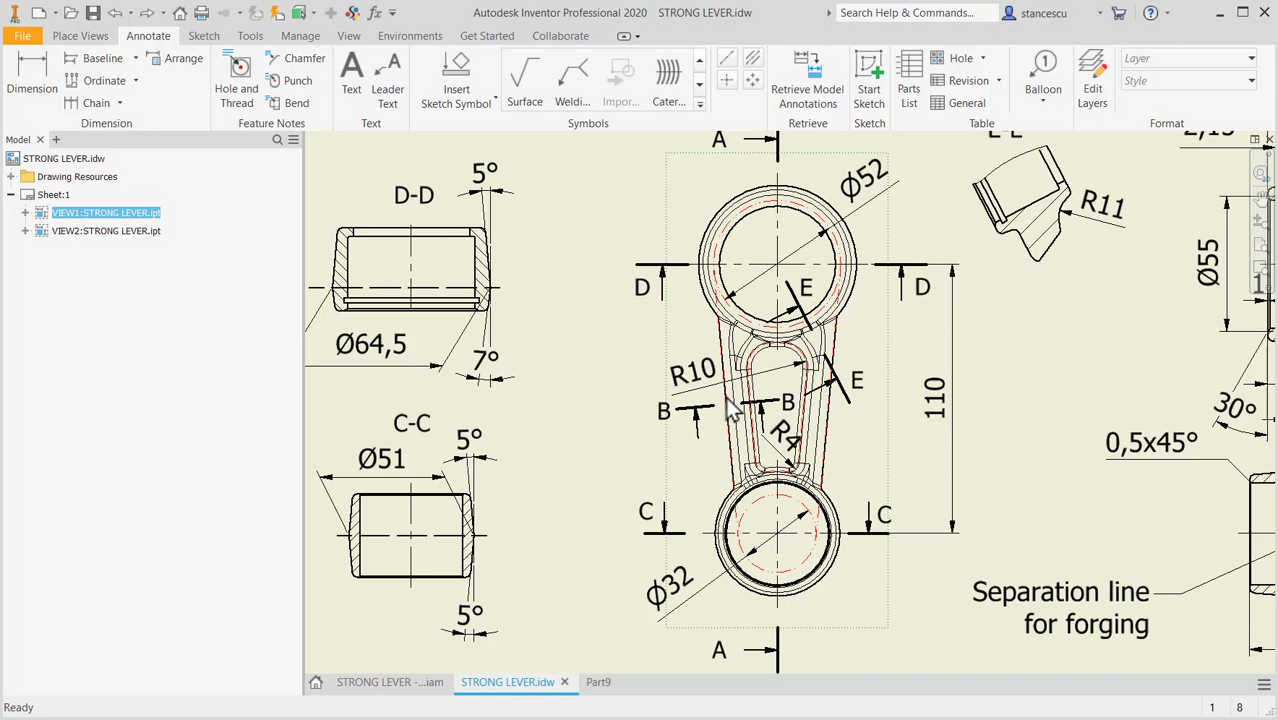 Autodesk Inventor Professional 2020 STRONG LEVER.idw
Search Help & Commands...
stancescu
File
Place Views
Annotate
Sketch
Tools
Manage
View
Environments
Get Started
Collaborate
Dimension
Baseline
Ordinate
Chain
Arrange
Dimension
Hole and
Thread
Chamfer
Punch
Bend
Feature Notes
Text
Leader
Text
Text
Insert
Sketch Symbol
Surface
Weldi...
Impor...
Cater...
Symbols
Retrieve Model
Annotations
Retrieve
Start
Sketch
Sketch
Parts
List
Hole
Revision
General
Table
Balloon
Edit
Layers
Layer
Style
Format
Model
STRONG LEVER.idw
Drawing Resources
Sheet:1
VIEW1:STRONG LEVER.ipt
VIEW2:STRONG LEVER.ipt
D-D
5°
Ø64,5
7°
C-C
Ø51
5°
5°
A
Ø52
D
D
E
R10
E
B
B
R4
110
C
C
Ø32
A
R11
Ø55
30°
0,5x45°
Separation line
for forging
STRONG LEVER -...iam
STRONG LEVER.idw
Part9
Ready
1
8